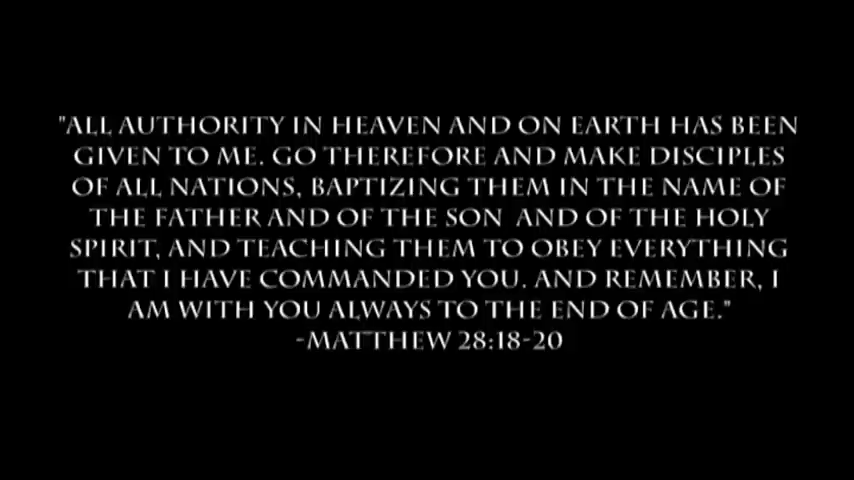 "ALL AUTHORITY IN HEAVEN AND ON EARTH HAS BEEN
GIVEN TO ME. GO THEREFORE AND MAKE DISCIPLES
OF ALL NATIONS, BAPTIZING THEM IN THE NAME OF
THE FATHER AND OF THE SON AND OF THE HOLY
SPIRIT, AND TEACHING THEM TO OBEY EVERYTHING
THAT I HAVE COMMANDED YOU. AND REMEMBER, I
AM WITH YOU ALWAYS TO THE END OF AGE."
-MATTHEW 28:18-20